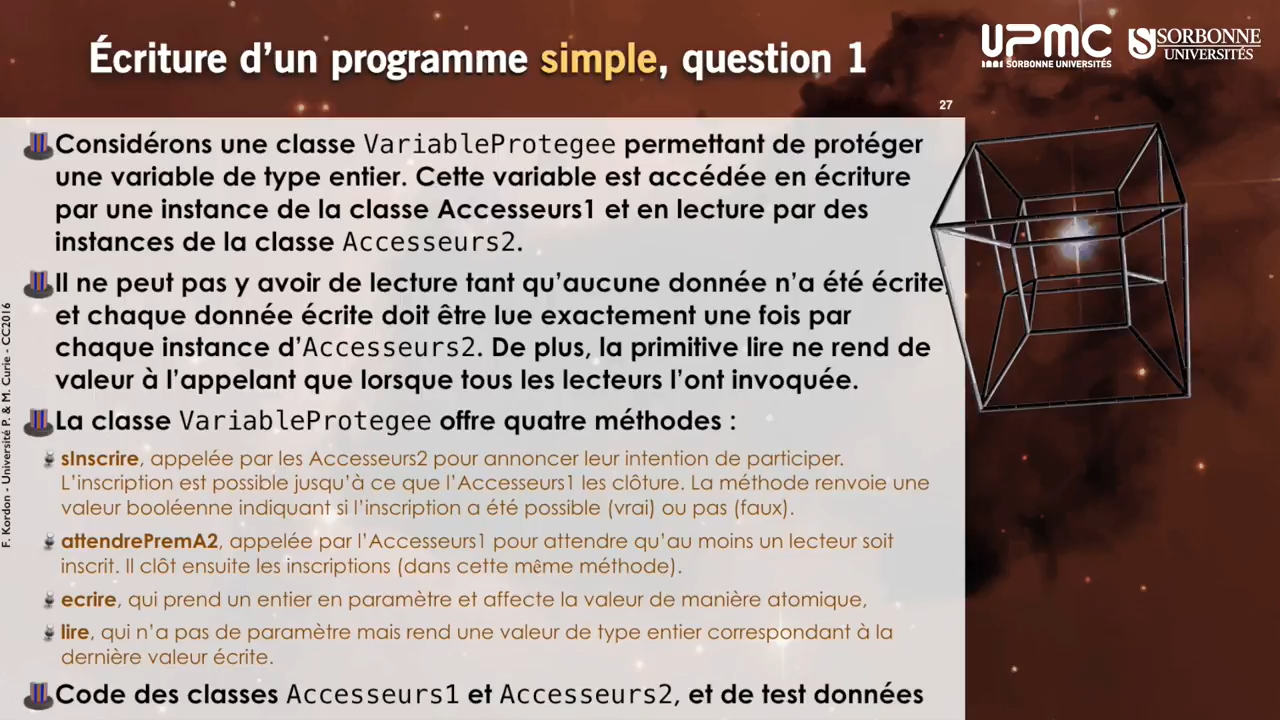 Écriture d’un programme simple, question 1
UPMC
SORBONNE UNIVERSITÉS
SORBONNE
UNIVERSITÉS
27
Considérons une classe VariableProtegee permettant de protéger
une variable de type entier. Cette variable est accédée en écriture
par une instance de la classe Accesseurs1 et en lecture par des
instances de la classe Accesseurs2.
Il ne peut pas y avoir de lecture tant qu’aucune donnée n’a été écrite,
et chaque donnée écrite doit être lue exactement une fois par
chaque instance d’Accesseurs2. De plus, la primitive lire ne rend de
valeur à l’appelant que lorsque tous les lecteurs l’ont invoquée.
La classe VariableProtegee offre quatre méthodes :
sInscrire, appelée par les Accesseurs2 pour annoncer leur intention de participer.
L’inscription est possible jusqu’à ce que l’Accesseurs1 les clôture. La méthode renvoie une
valeur booléenne indiquant si l’inscription a été possible (vrai) ou pas (faux).
attendrePremA2, appelée par l’Accesseurs1 pour attendre qu’au moins un lecteur soit
inscrit. Il clôt ensuite les inscriptions (dans cette même méthode).
ecrire, qui prend un entier en paramètre et affecte la valeur de manière atomique,
lire, qui n’a pas de paramètre mais rend une valeur de type entier correspondant à la
dernière valeur écrite.
Code des classes Accesseurs1 et Accesseurs2, et de test données
F. Kordon - Université P. & M. Curie - CC2016